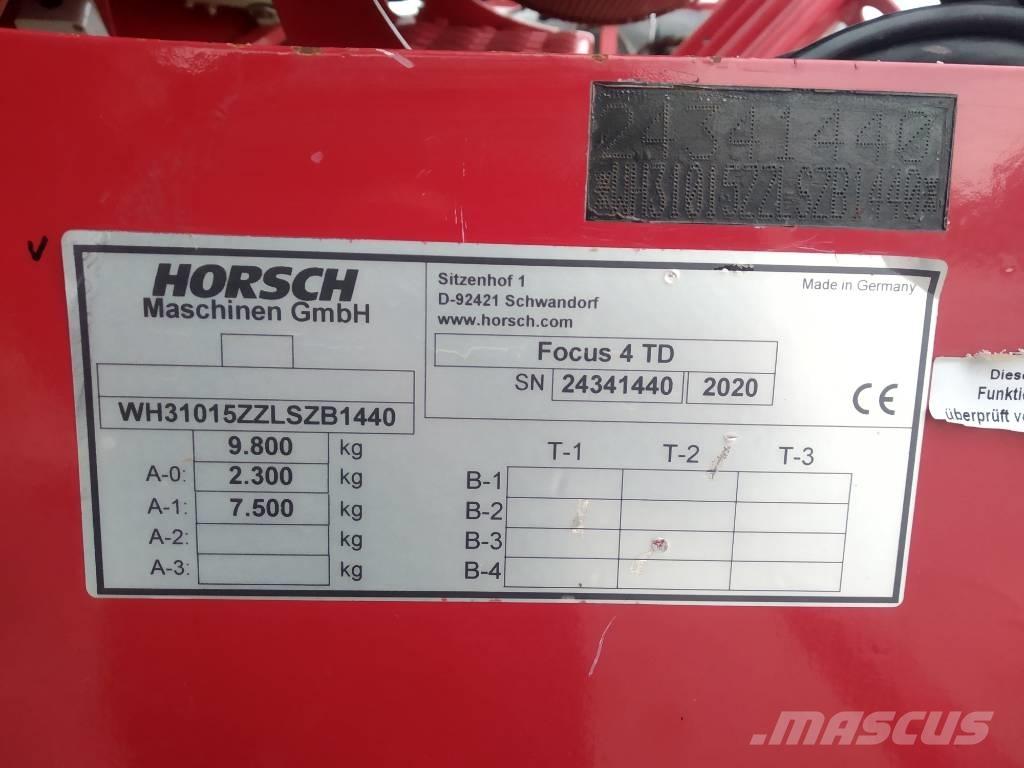 24341440
*WH31015ZZLSZB1440*
HORSCH
Maschinen GmbH
Sitzenhof 1
D-92421 Schwandorf
www.horsch.com
Made in Germany
Focus 4 TD
SN 24341440 2020
CE
WH31015ZZLSZB1440
9.800 kg
A-0: 2.300 kg
A-1: 7.500 kg
A-2: kg
A-3: kg
T-1 T-2 T-3
B-1
B-2
B-3
B-4
Diese
Funktio
überprüft vo
V
MASCUS